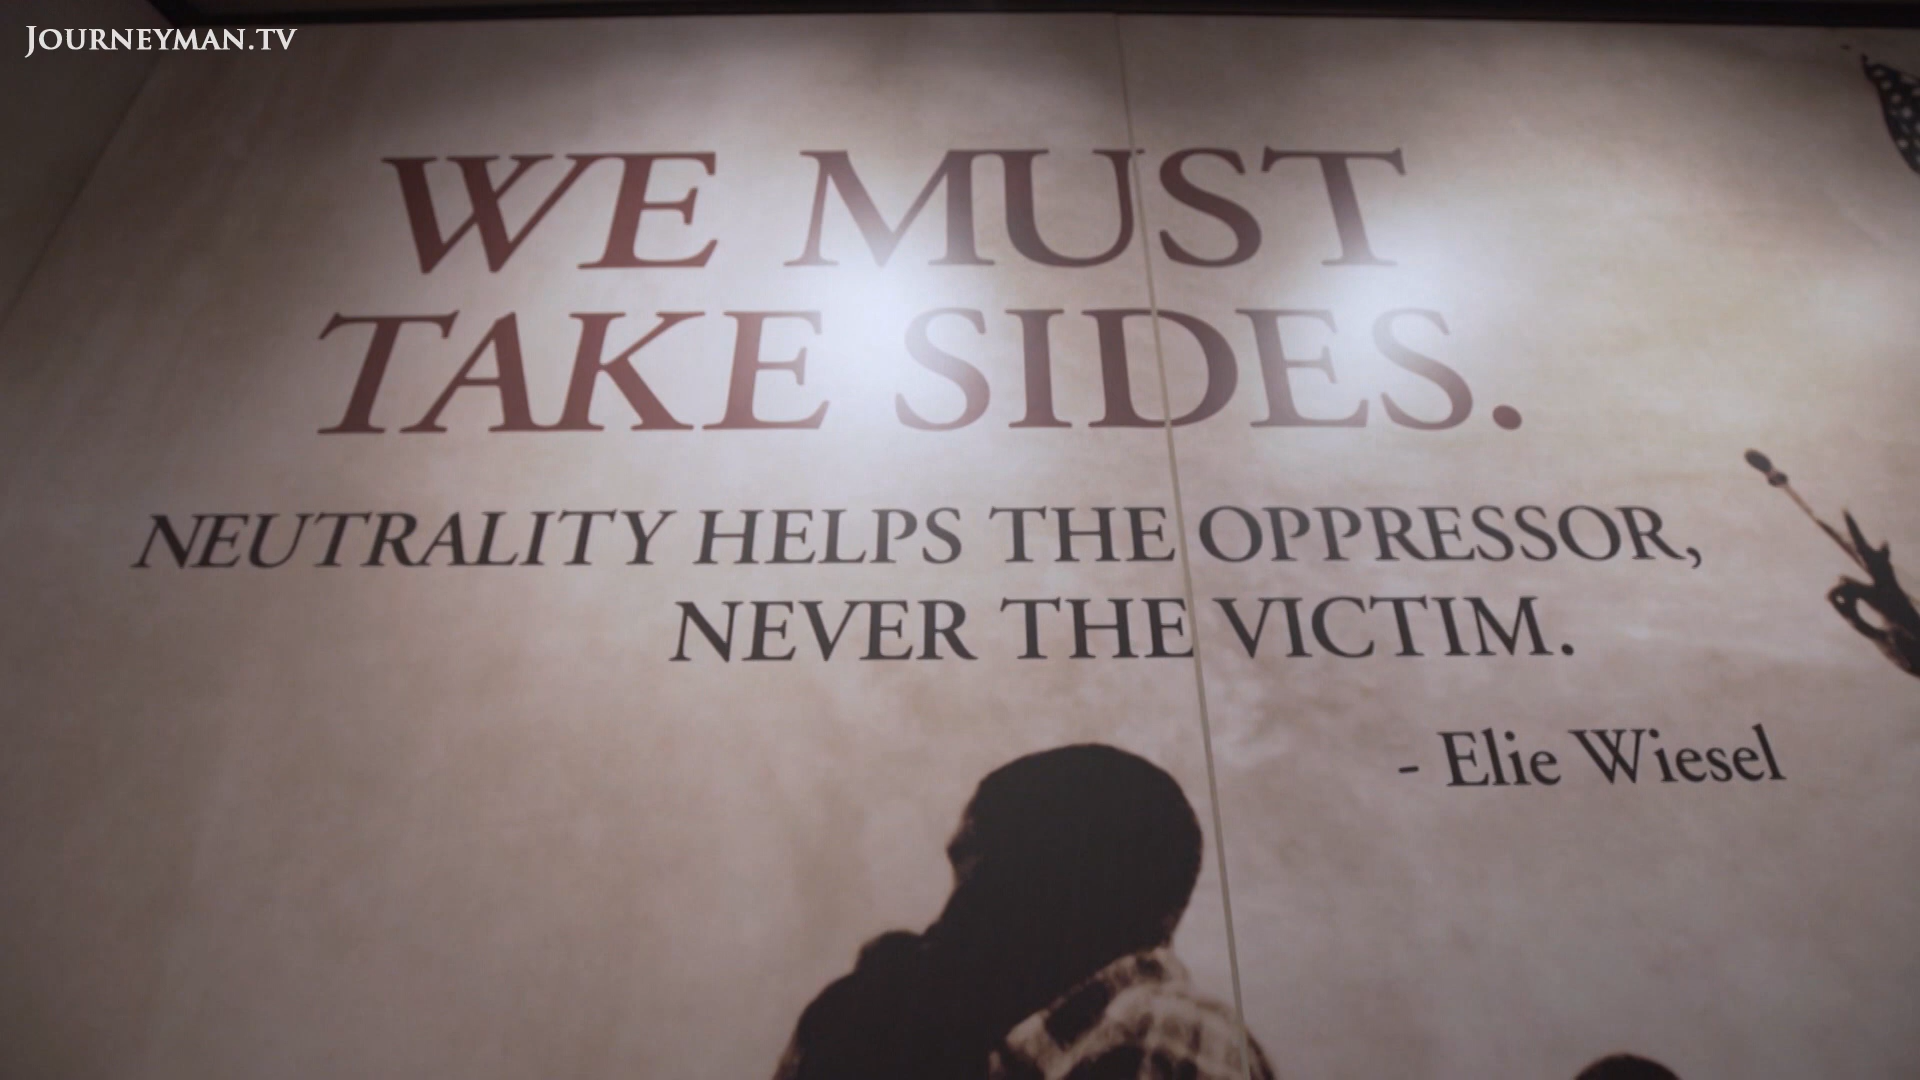 JOURNEYMAN.TV
WE MUST
TAKE SIDES.
NEUTRALITY HELPS THE OPPRESSOR,
NEVER THE VICTIM.
- Elie Wiesel